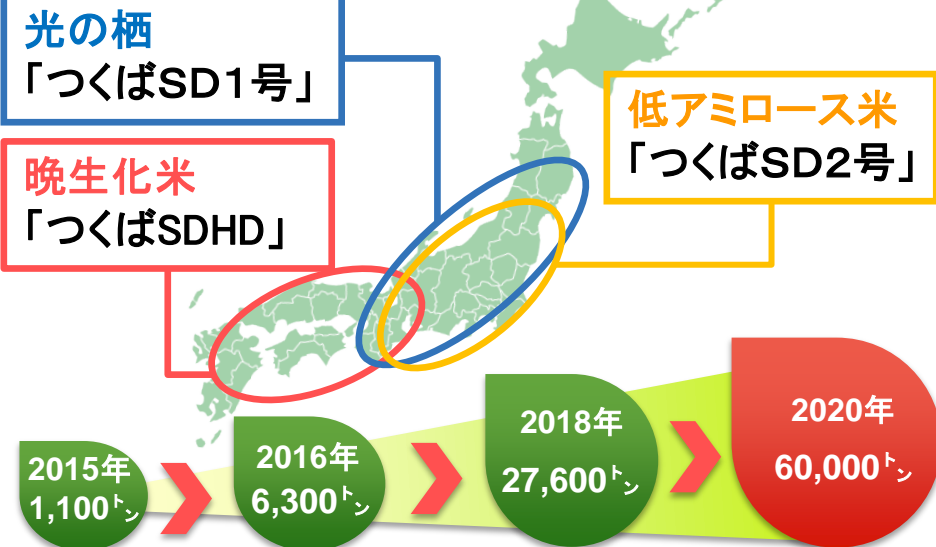 光の栖
「つくばSD1号」
低アミロース米
「つくばSD2号」
晩生化米
「つくばSDHD」
2015年
1,100トン
2016年
6,300トン
2018年
27,600トン
2020年
60,000トン